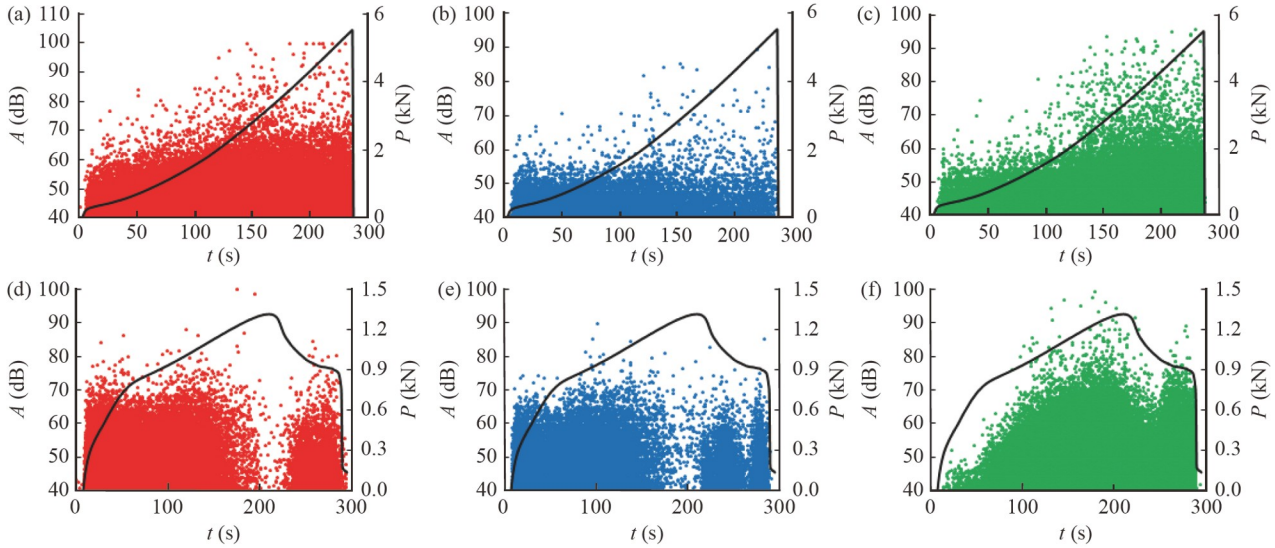 (a) 110 100 90 80 70 60 50 40 A (dB) 0 50 100 150 200 250 300 t (s) 6 4 2 0 P (kN)
(b) 100 90 80 70 60 50 40 A (dB) 0 50 100 150 200 250 300 t (s) 6 4 2 0 P (kN)
(c) 100 90 80 70 60 50 40 A (dB) 0 50 100 150 200 300 t (s) 6 4 2 0 P (kN)
(d) 100 90 80 70 60 50 40 A (dB) 0 100 200 300 t (s) 1.5 1.2 0.9 0.6 0.3 0.0 P (kN)
(e) 100 90 80 70 60 50 40 A (dB) 0 100 200 300 t (s) 1.5 1.2 0.9 0.6 0.3 0.0 P (kN)
(f) 100 90 80 70 60 50 40 A (dB) 0 100 200 300 t (s) 1.5 1.2 0.9 0.6 0.3 0.0 P (kN)